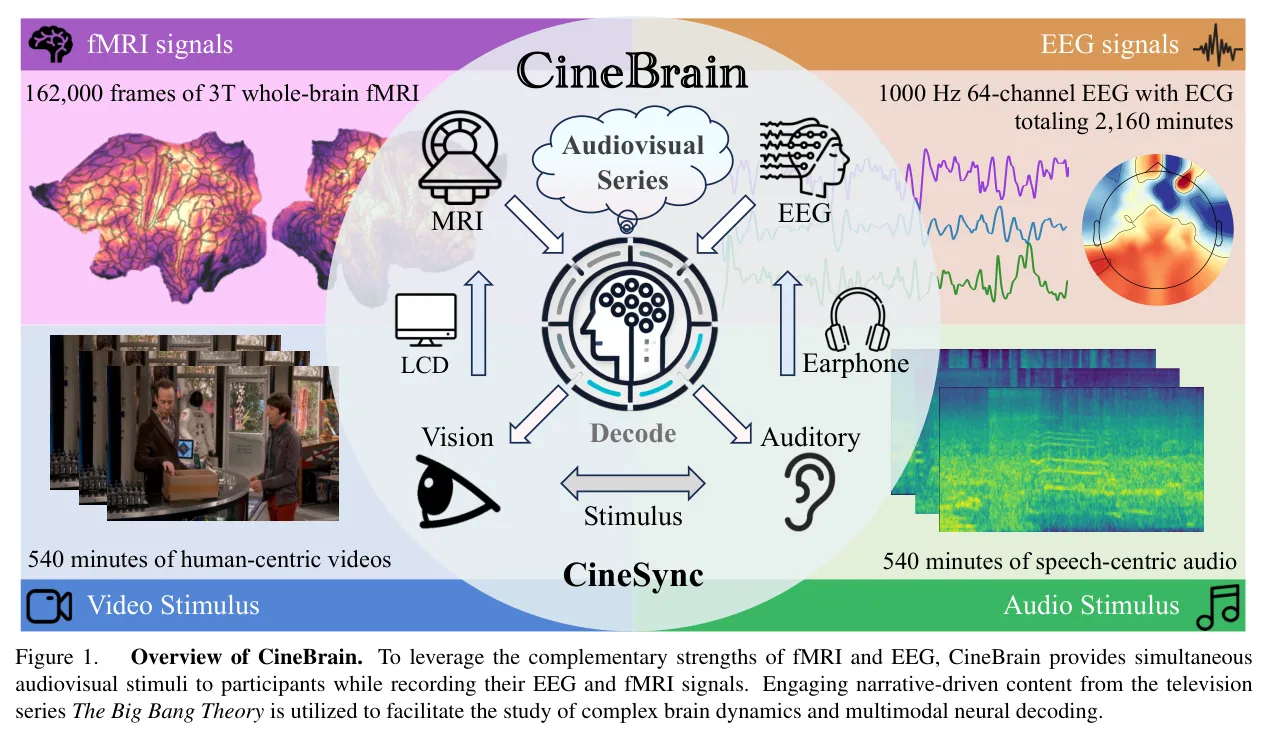 fMRI signals
162,000 frames of 3T whole-brain fMRI
CineBrain
EEG signals
1000 Hz 64-channel EEG with ECG
totaling 2,160 minutes
Audiovisual
Series
MRI
EEG
LCD
Earphone
Vision
Decode
Auditory
Stimulus
540 minutes of human-centric videos
CineSync
540 minutes of speech-centric audio
Video Stimulus
Audio Stimulus
Figure 1. Overview of CineBrain. To leverage the complementary strengths of fMRI and EEG, CineBrain provides simultaneous
audiovisual stimuli to participants while recording their EEG and fMRI signals. Engaging narrative-driven content from the television
series The Big Bang Theory is utilized to facilitate the study of complex brain dynamics and multimodal neural decoding.